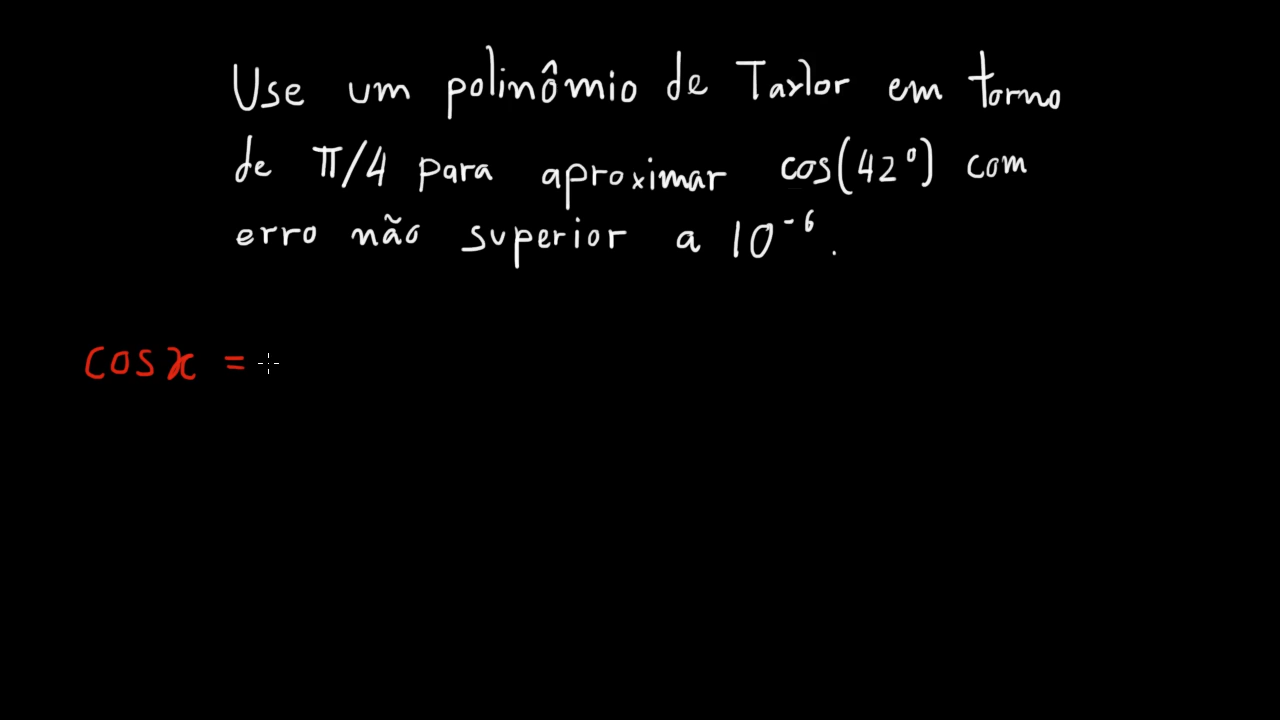 Use um polinômio de Taylor em torno
de π/4 para aproximar cos(42°) com
erro não superior a 10⁻⁶.
cos x =